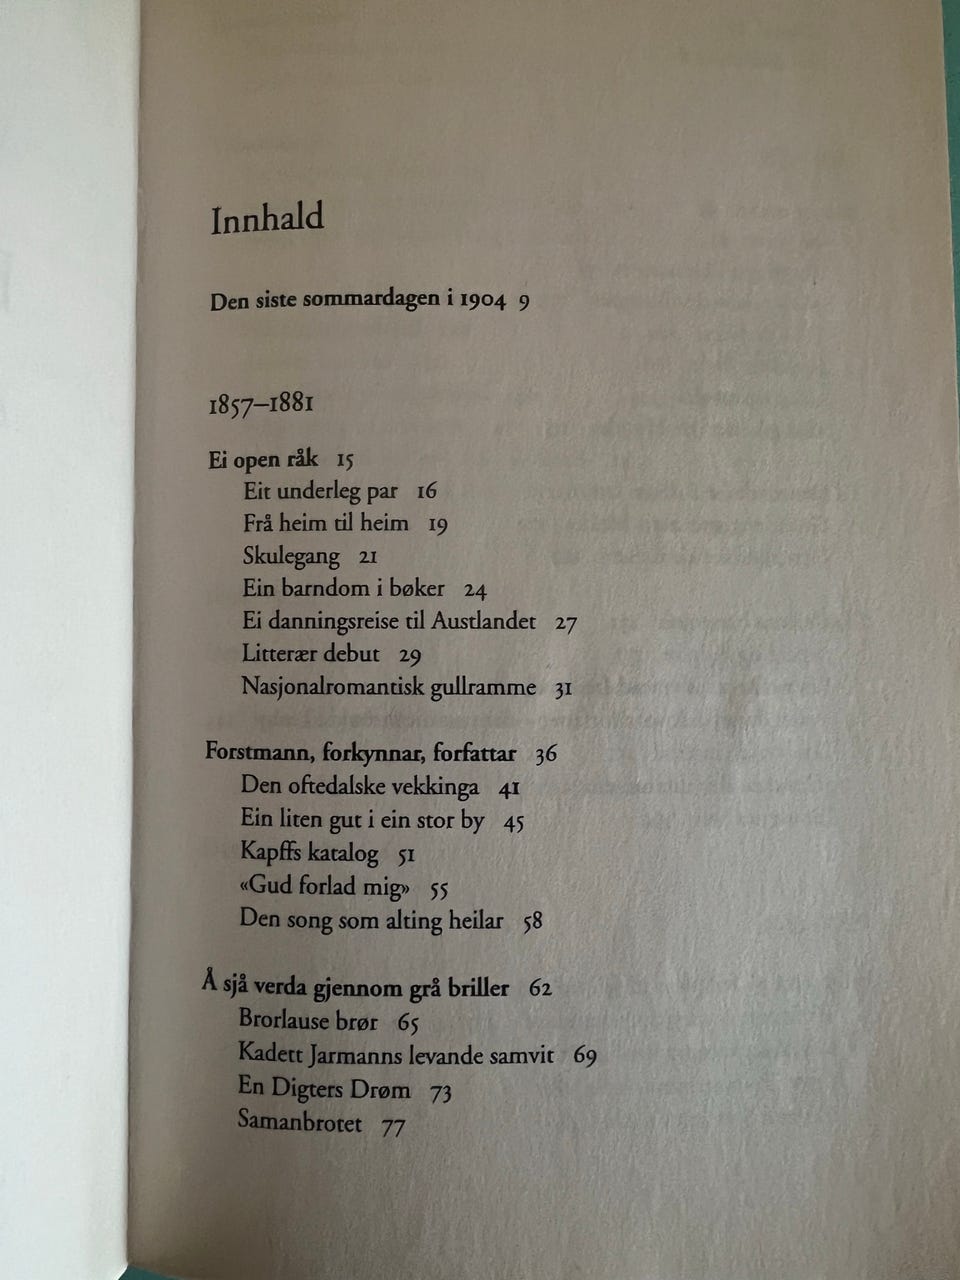 Innhald
Den siste sommardagen i 1904 9
1857–1881
Ei open råk 15
Eit underleg par 16
Frå heim til heim 19
Skulegang 21
Ein barndom i bøker 24
Ei danningsreise til Austlandet 27
Litterær debut 29
Nasjonalromantisk gullramme 31
Forstmann, forkynnar, forfattar 36
Den oftedalske vekkinga 41
Ein liten gut i ein stor by 45
Kapffs katalog 51
«Gud forlad mig» 55
Den song som alting heilar 58
Å sjå verda gjennom grå briller 62
Brorlause brør 65
Kadett Jarmanns levande samvit 69
En Digters Drøm 73
Samanbrotet 77